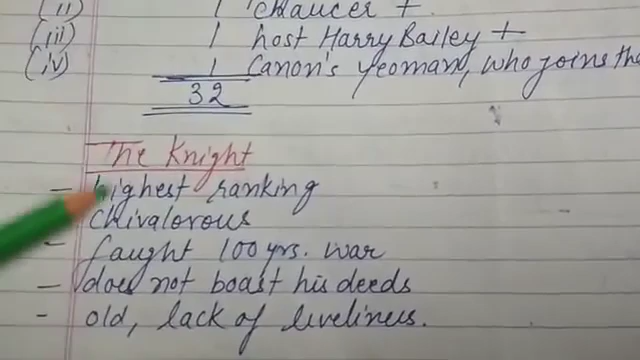 (ii) 1 Chaucer +
(iii) 1 host Harry Bailey +
(iv) 1 Canon's yeoman, who joins the
32
The Knight
- highest ranking
chivalorous
- faught 100 yrs. war
- does not boast his deeds
- old, lack of liveliness.